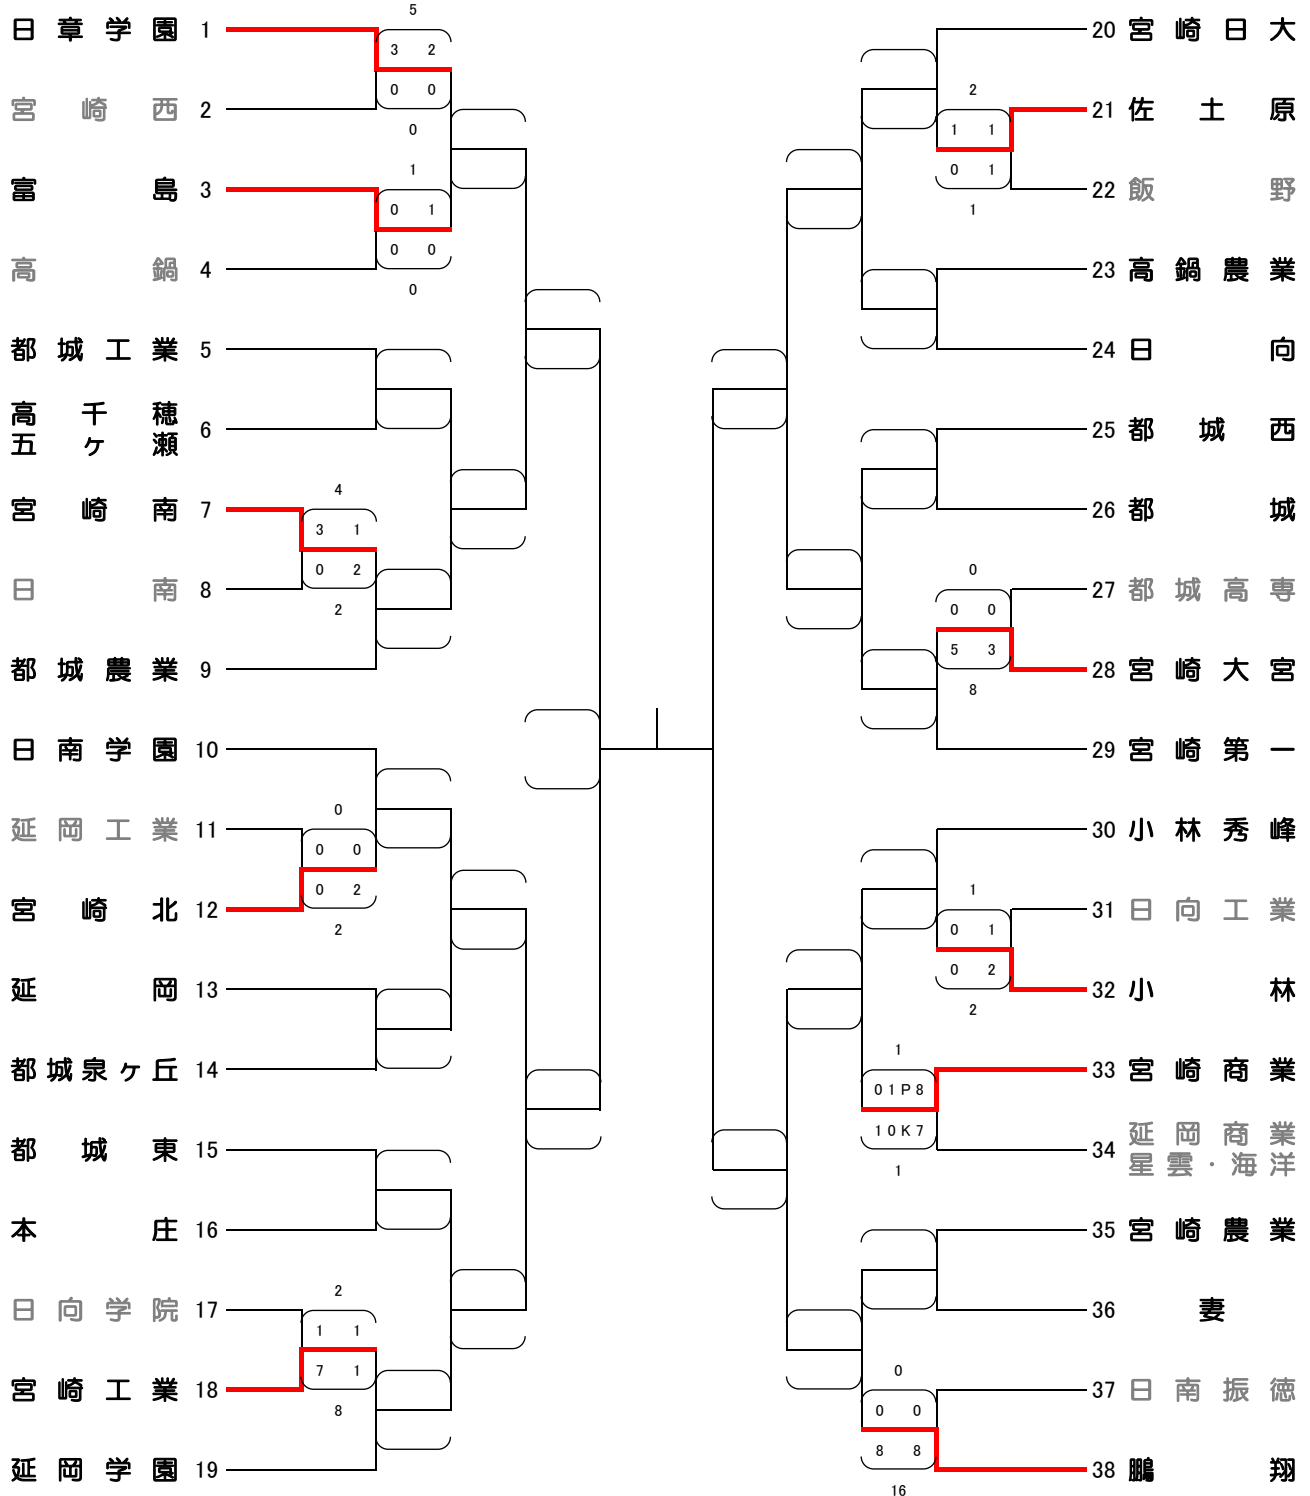 日章学園 1
宮崎西 2
富島 3
高鍋 4
都城工業 5
高千穂
五ヶ瀬 6
宮崎南 7
日南 8
都城農業 9
日南学園 10
延岡工業 11
宮崎北 12
延岡 13
都城泉ヶ丘 14
都城東 15
本庄 16
日向学院 17
宮崎工業 18
延岡学園 19
5
3 2
0 0
0
1
0 1
0 0
0
4
3 1
0 2
2
0
0 0
0 2
2
2
1 1
7 1
8
20 宮崎日大
21 佐土原
22 飯野
23 高鍋農業
24 日向
25 都城西
26 都城
27 都城高専
28 宮崎大宮
29 宮崎第一
30 小林秀峰
31 日向工業
32 小林
33 宮崎商業
34 延岡商業
星雲・海洋
35 宮崎農業
36 妻
37 日南振徳
38 鵬翔
2
1 1
0 1
1
0
0 0
5 3
8
1
0 1
0 2
2
1
0 1 P 8
1 0 K 7
1
0
0 0
8 8
16